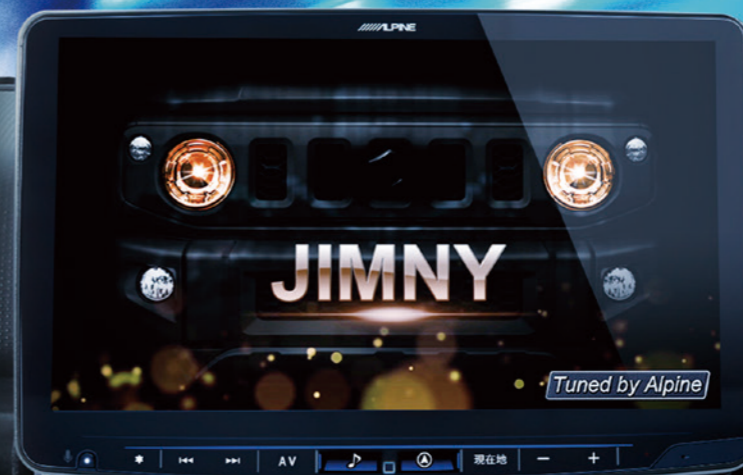 ALPINE
JIMNY
Tuned by Alpine
AV
現在地